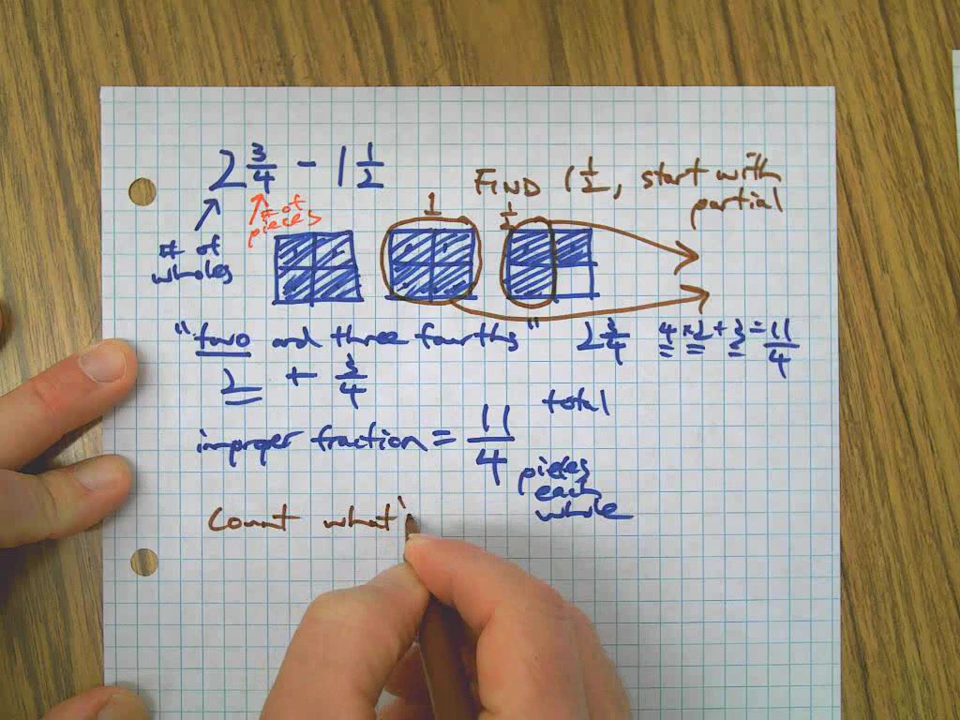 2 3/4 - 1 1/2
FIND 1 1/2, start with partial
# of pieces
# of wholes
1
1/2
"two and three fourths" 2 3/4 4 × 2 + 3 = 11/4
2 + 3/4
improper fraction = 11/4 total
pieces each whole
Count what's